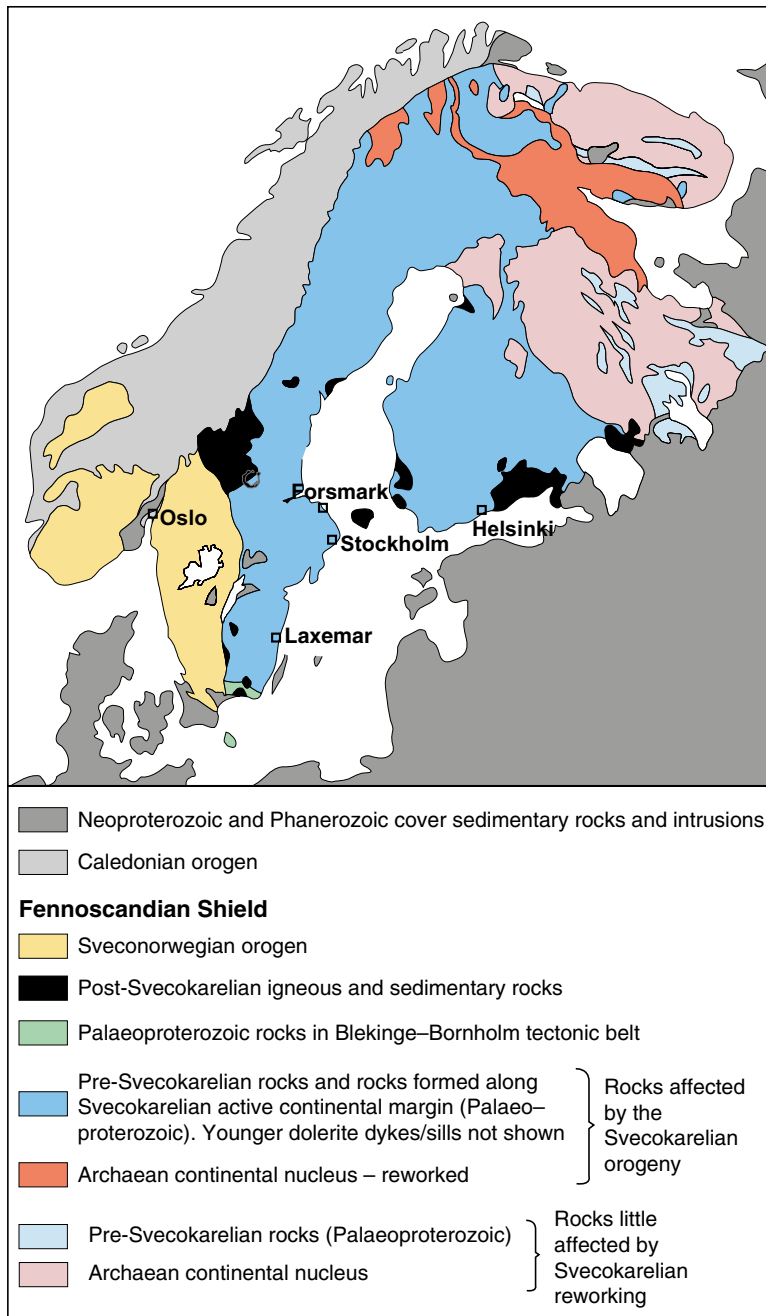 Forsmark
Oslo
Stockholm
Helsinki
Laxemar
Neoproterozoic and Phanerozoic cover sedimentary rocks and intrusions
Caledonian orogen
Fennoscandian Shield
Sveconorwegian orogen
Post-Svecokarelian igneous and sedimentary rocks
Palaeoproterozoic rocks in Blekinge–Bornholm tectonic belt
Pre-Svecokarelian rocks and rocks formed along
Svecokarelian active continental margin (Palaeo–
proterozoic). Younger dolerite dykes/sills not shown
Archaean continental nucleus – reworked
Rocks affected
by the
Svecokarelian
orogeny
Pre-Svecokarelian rocks (Palaeoproterozoic)
Archaean continental nucleus
Rocks little
affected by
Svecokarelian
reworking